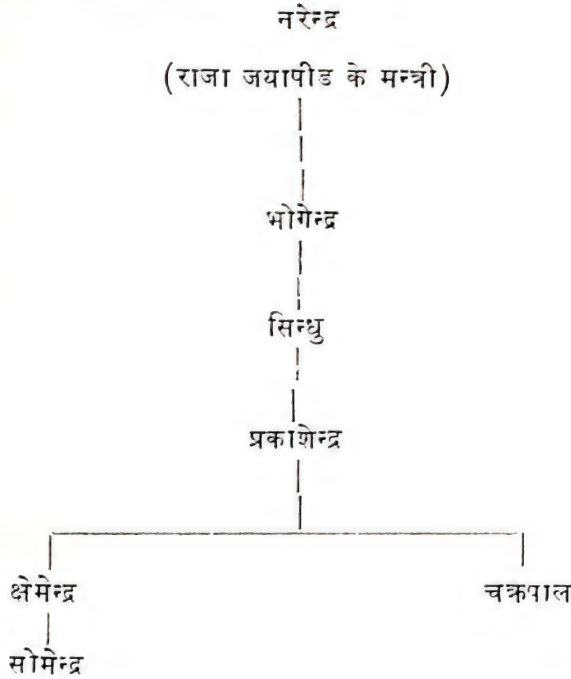 नरेन्द्र
(राजा जयापीड के मन्त्री)
भोगेन्द्र
सिन्धु
प्रकाशेन्द्र
क्षेमेन्द्र चक्रपाल
सोमेन्द्र